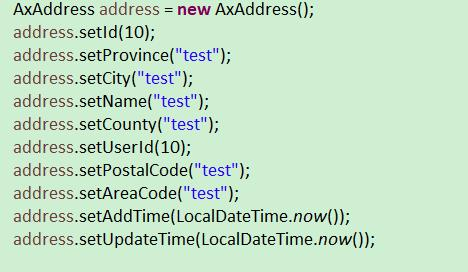 AxAddress address = new AxAddress();
address.setId(10);
address.setProvince("test");
address.setCity("test");
address.setName("test");
address.setCounty("test");
address.setUserId(10);
address.setPostalCode("test");
address.setAreaCode("test");
address.setAddTime(LocalDateTime.now());
address.setUpdateTime(LocalDateTime.now());